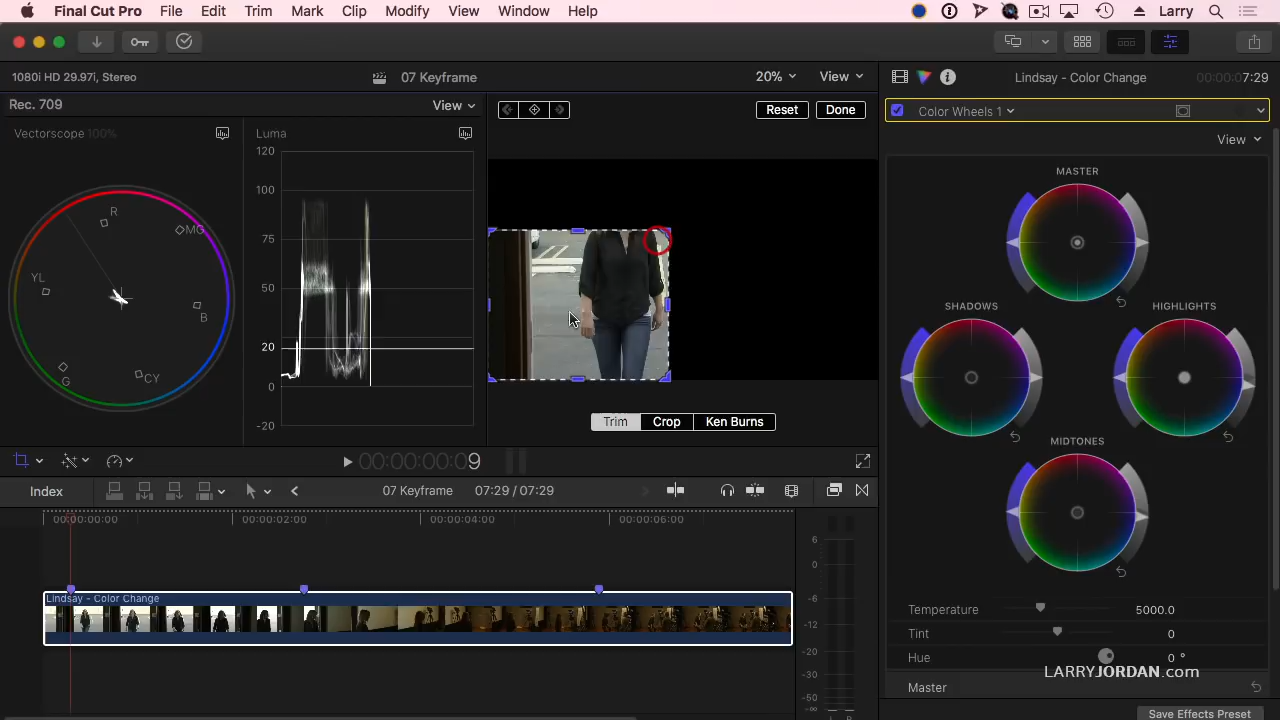 Final Cut Pro File Edit Trim Mark Clip Modify View Window Help Larry
1080i HD 29.97i, Stereo 07 Keyframe 20% View Lindsay - Color Change 00:00:07:29
Rec. 709 View Reset Done Color Wheels 1
Vectorscope 100% Luma View
120
100
75
50
20
0
-20
R
MG
YL
B
G
CY
Trim Crop Ken Burns
MASTER
SHADOWS HIGHLIGHTS
MIDTONES
Temperature 5000.0
Tint 0
Hue 0 °
LARRYJORDAN.com
Master
Save Effects Preset
00:00:00:09
Index 07 Keyframe 07:29 / 07:29
00:00:00:00 00:00:02:00 00:00:04:00 00:00:06:00
Lindsay - Color Change
6
0
-6
-12
-20
-30
-50
-∞
L R